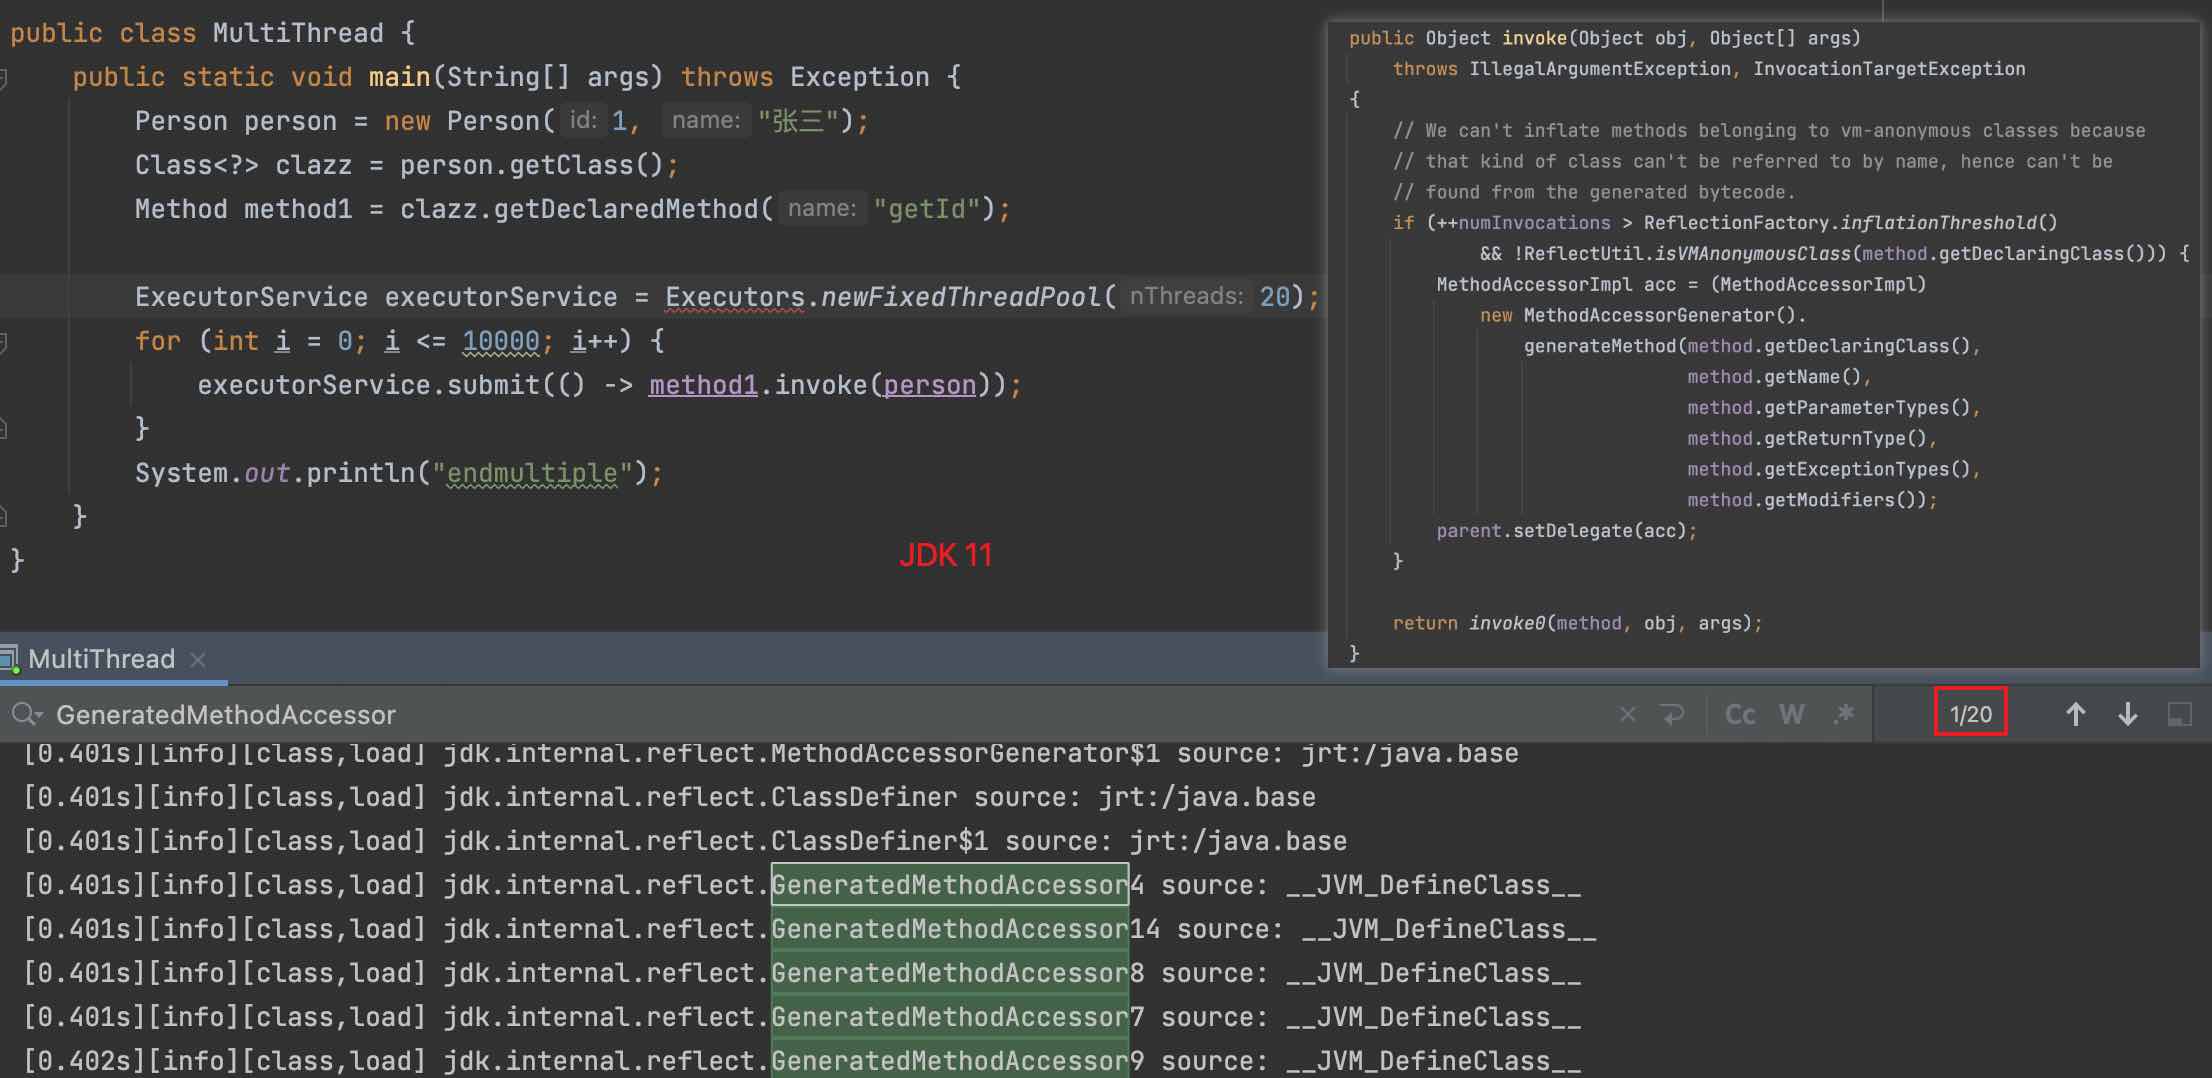 public class MultiThread {
public static void main(String[] args) throws Exception {
Person person = new Person( id: 1, name: "张三");
Class<?> clazz = person.getClass();
Method method1 = clazz.getDeclaredMethod( name: "getId");
ExecutorService executorService = Executors.newFixedThreadPool( nThreads: 20);
for (int i = 0; i <= 10000; i++) {
executorService.submit(() -> method1.invoke(person));
}
System.out.println("endmultiple");
}
}
JDK 11
public Object invoke(Object obj, Object[] args)
throws IllegalArgumentException, InvocationTargetException
{
// We can't inflate methods belonging to vm-anonymous classes because
// that kind of class can't be referred to by name, hence can't be
// found from the generated bytecode.
if (++numInvocations > ReflectionFactory.inflationThreshold()
&& !ReflectUtil.isVMAnonymousClass(method.getDeclaringClass())) {
MethodAccessorImpl acc = (MethodAccessorImpl)
new MethodAccessorGenerator().
generateMethod(method.getDeclaringClass(),
method.getName(),
method.getParameterTypes(),
method.getReturnType(),
method.getExceptionTypes(),
method.getModifiers());
parent.setDelegate(acc);
}
return invoke0(method, obj, args);
}
MultiThread
GeneratedMethodAccessor Cc W .* 1/20
[0.401s][info][class,load] jdk.internal.reflect.MethodAccessorGenerator$1 source: jrt:/java.base
[0.401s][info][class,load] jdk.internal.reflect.ClassDefiner source: jrt:/java.base
[0.401s][info][class,load] jdk.internal.reflect.ClassDefiner$1 source: jrt:/java.base
[0.401s][info][class,load] jdk.internal.reflect.GeneratedMethodAccessor4 source: __JVM_DefineClass__
[0.401s][info][class,load] jdk.internal.reflect.GeneratedMethodAccessor14 source: __JVM_DefineClass__
[0.401s][info][class,load] jdk.internal.reflect.GeneratedMethodAccessor8 source: __JVM_DefineClass__
[0.401s][info][class,load] jdk.internal.reflect.GeneratedMethodAccessor7 source: __JVM_DefineClass__
[0.402s][info][class,load] jdk.internal.reflect.GeneratedMethodAccessor9 source: __JVM_DefineClass__